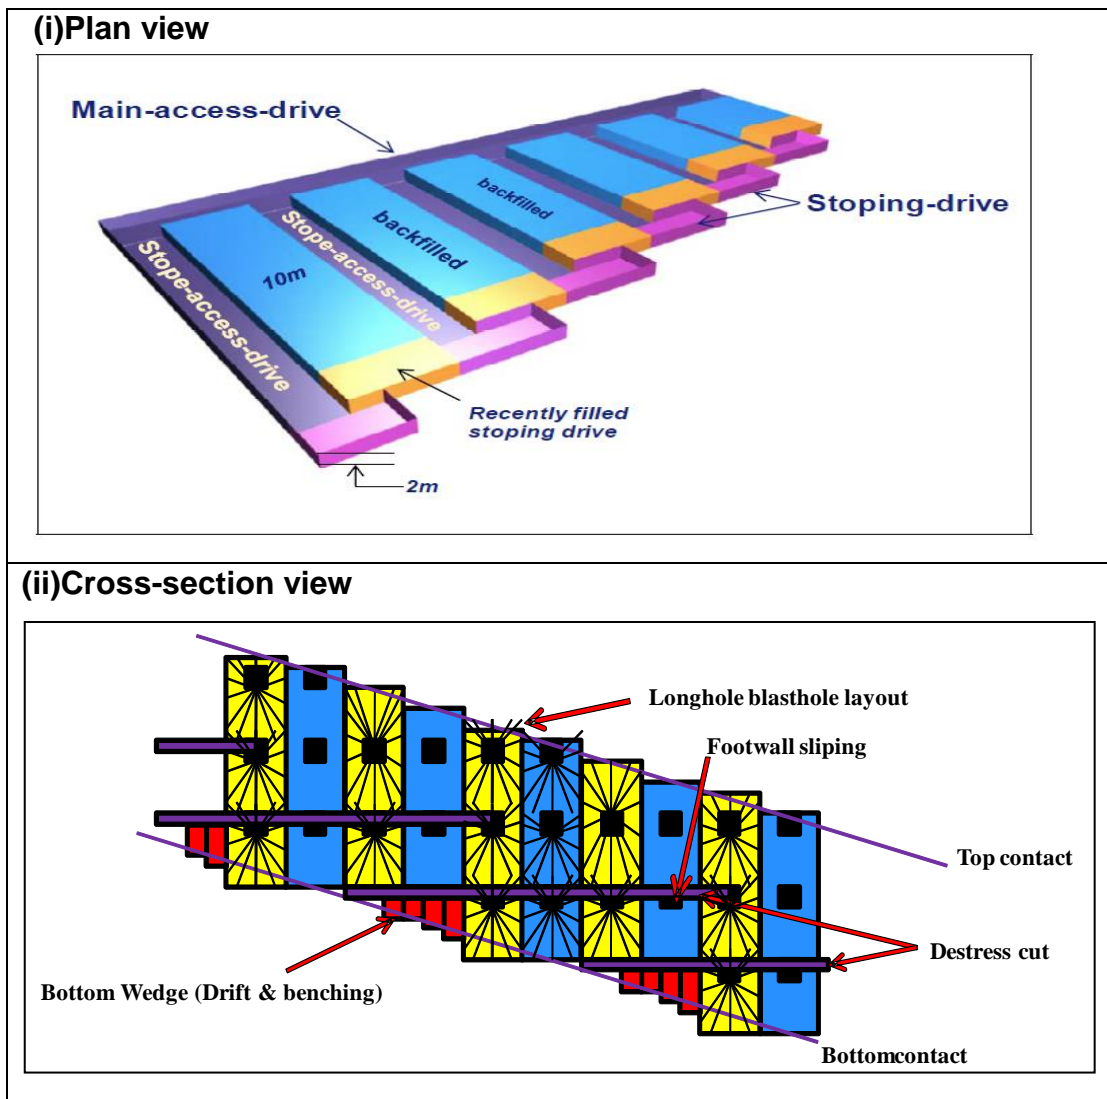 (i)Plan view
Main-access-drive
backfilled
backfilled
10m
Stope-access-drive
Stope-access-drive
Stoping-drive
Recently filled
stoping drive
2m
(ii)Cross-section view
Longhole blasthole layout
Footwall sliping
Top contact
Destress cut
Bottom Wedge (Drift & benching)
Bottomcontact